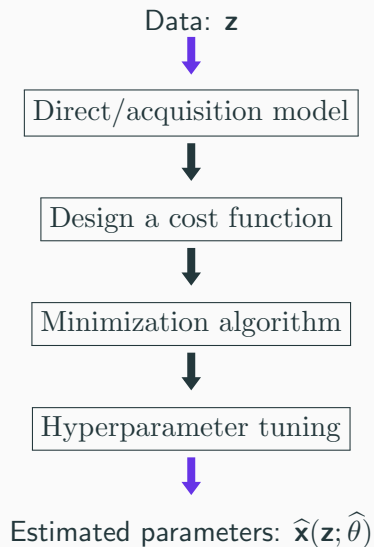 Data: z
Direct/acquisition model
Design a cost function
Minimization algorithm
Hyperparameter tuning
Estimated parameters: x̂(z; θ̂)